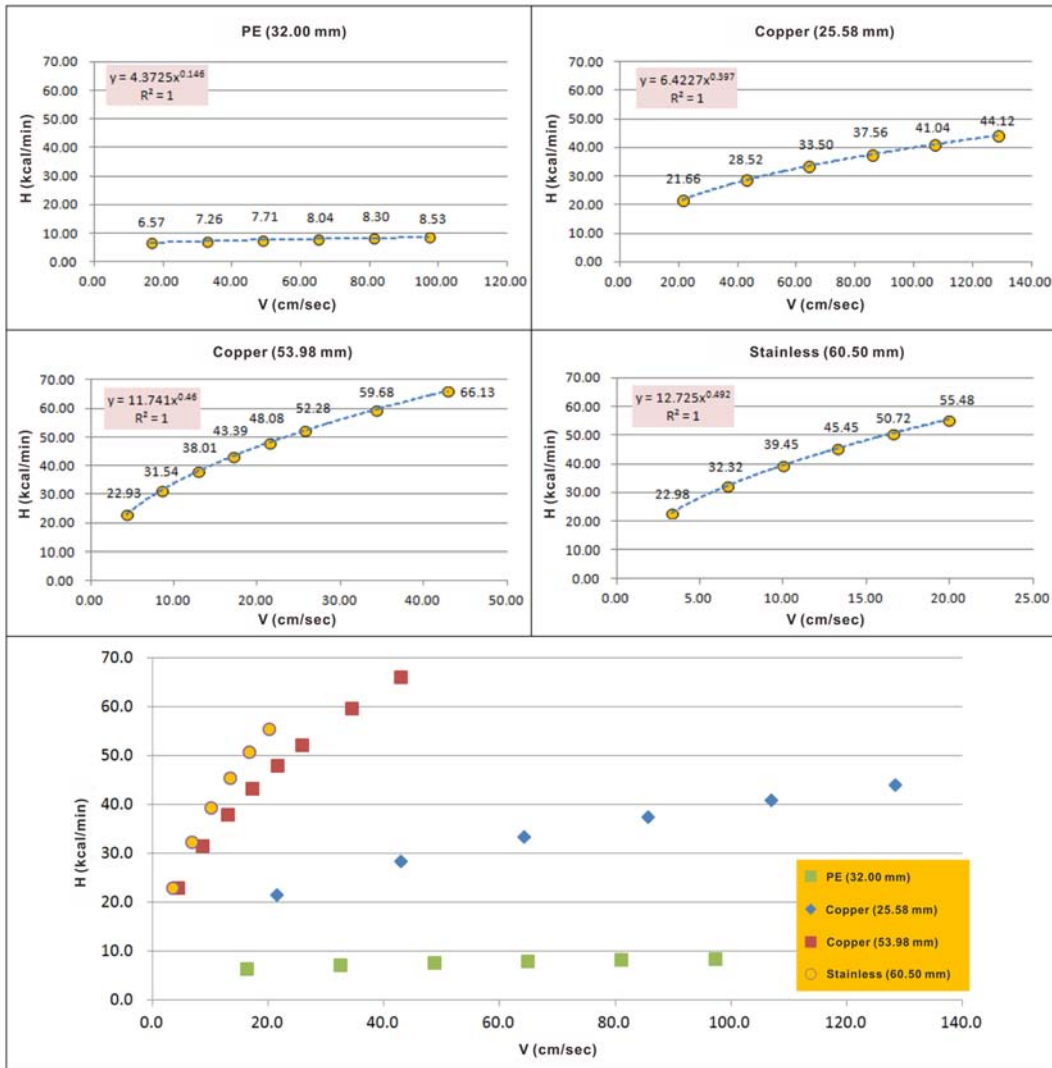 PE (32.00 mm)
y = 4.3725x^0.146
R² = 1
H (kcal/min)
70.00
60.00
50.00
40.00
30.00
20.00
10.00
0.00
6.57 7.26 7.71 8.04 8.30 8.53
0.00 20.00 40.00 60.00 80.00 100.00 120.00
V (cm/sec)
Copper (25.58 mm)
y = 6.4227x^0.397
R² = 1
H (kcal/min)
70.00
60.00
50.00
40.00
30.00
20.00
10.00
0.00
21.66 28.52 33.50 37.56 41.04 44.12
0.00 20.00 40.00 60.00 80.00 100.00 120.00 140.00
V (cm/sec)
Copper (53.98 mm)
y = 11.741x^0.46
R² = 1
H (kcal/min)
70.00
60.00
50.00
40.00
30.00
20.00
10.00
0.00
22.93 31.54 38.01 43.39 48.08 52.28 59.68 66.13
0.00 10.00 20.00 30.00 40.00 50.00
V (cm/sec)
Stainless (60.50 mm)
y = 12.725x^0.492
R² = 1
H (kcal/min)
70.00
60.00
50.00
40.00
30.00
20.00
10.00
0.00
22.98 32.32 39.45 45.45 50.72 55.48
0.00 5.00 10.00 15.00 20.00 25.00
V (cm/sec)
H (kcal/min)
70.0
60.0
50.0
40.0
30.0
20.0
10.0
0.0
0.0 20.0 40.0 60.0 80.0 100.0 120.0 140.0
V (cm/sec)
PE (32.00 mm)
Copper (25.58 mm)
Copper (53.98 mm)
Stainless (60.50 mm)